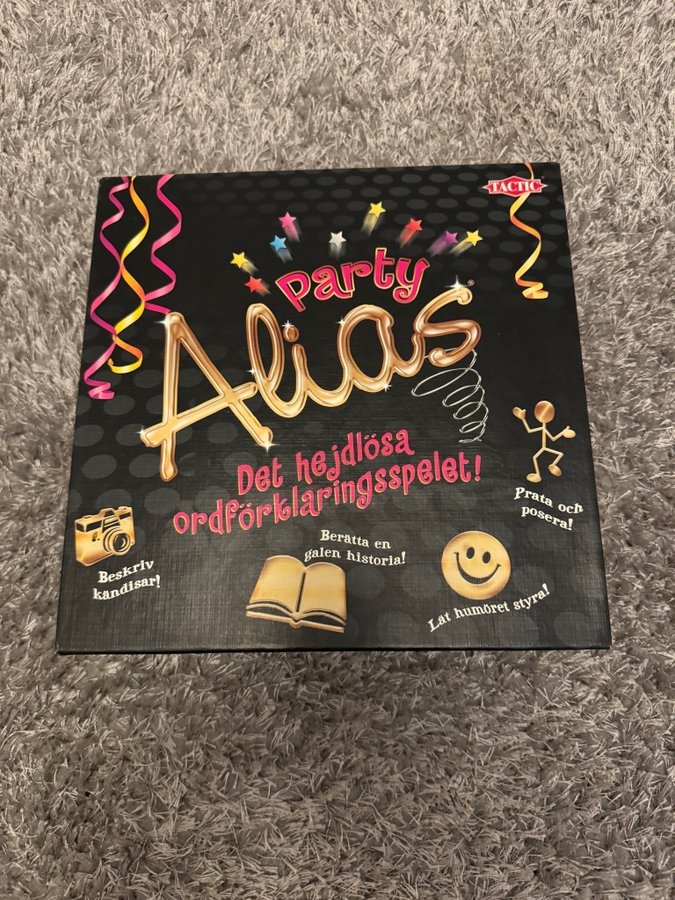 TACTIC
Party
Alias®
Det hejdlösa
ordförklaringsspelet!
Prata och
posera!
Berätta en
galen historia!
Beskriv
kändisar!
Låt humöret styra!